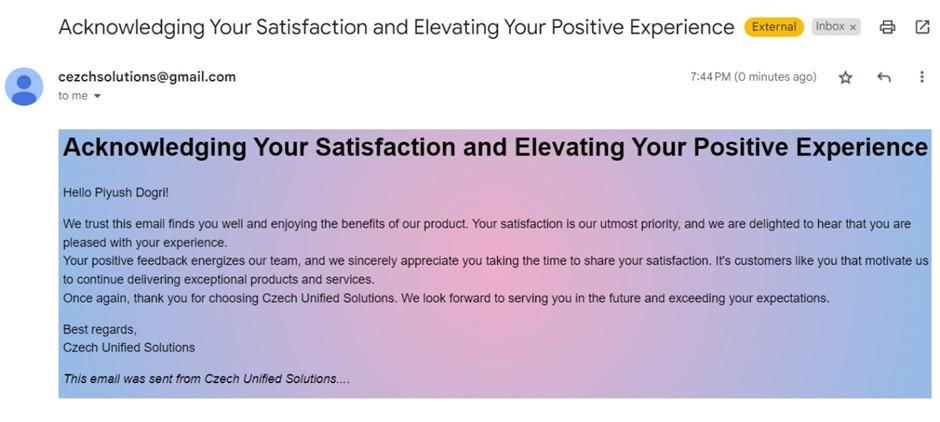 Acknowledging Your Satisfaction and Elevating Your Positive Experience External Inbox ×
cezchsolutions@gmail.com 7:44 PM (0 minutes ago)
to me
Acknowledging Your Satisfaction and Elevating Your Positive Experience
Hello Piyush Dogri!
We trust this email finds you well and enjoying the benefits of our product. Your satisfaction is our utmost priority, and we are delighted to hear that you are
pleased with your experience.
Your positive feedback energizes our team, and we sincerely appreciate you taking the time to share your satisfaction. It's customers like you that motivate us
to continue delivering exceptional products and services.
Once again, thank you for choosing Czech Unified Solutions. We look forward to serving you in the future and exceeding your expectations.
Best regards,
Czech Unified Solutions
This email was sent from Czech Unified Solutions....